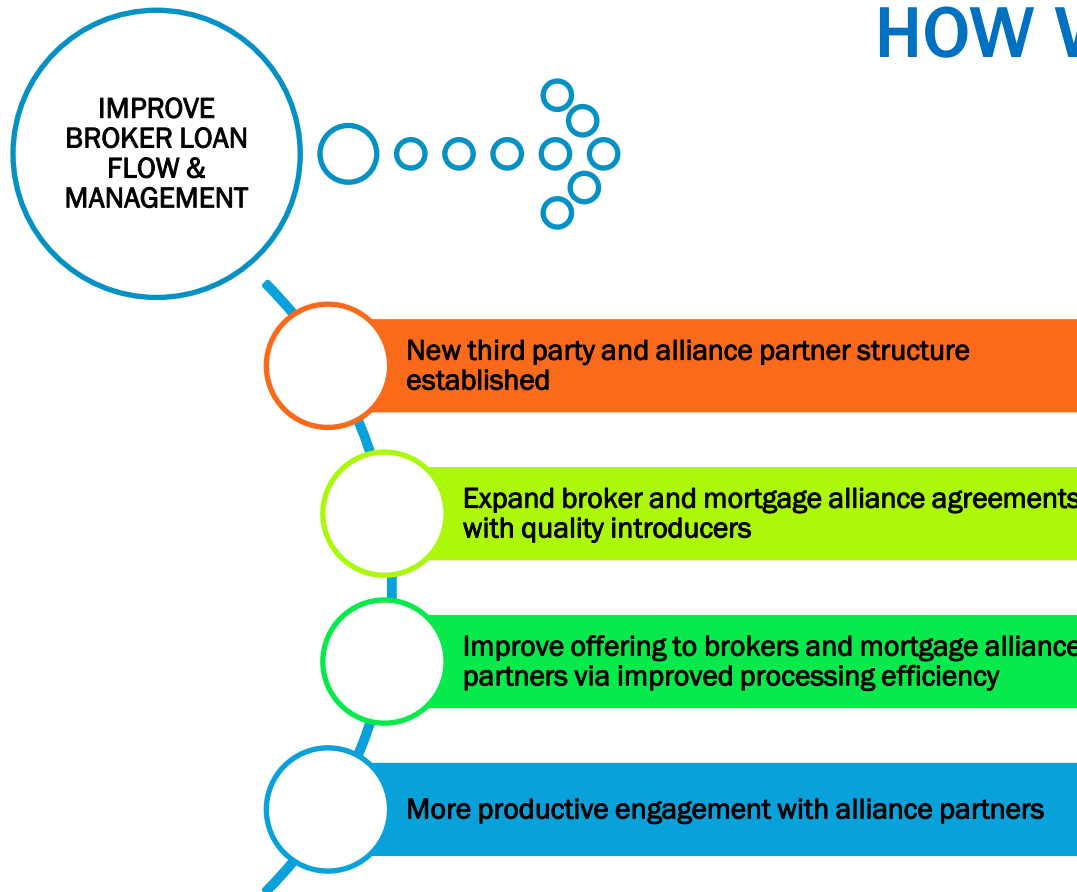 HOW
IMPROVE
BROKER LOAN
FLOW &
MANAGEMENT
New third party and alliance partner structure
established
Expand broker and mortgage alliance agreements
with quality introducers
Improve offering to brokers and mortgage alliance
partners via improved processing efficiency
More productive engagement with alliance partners